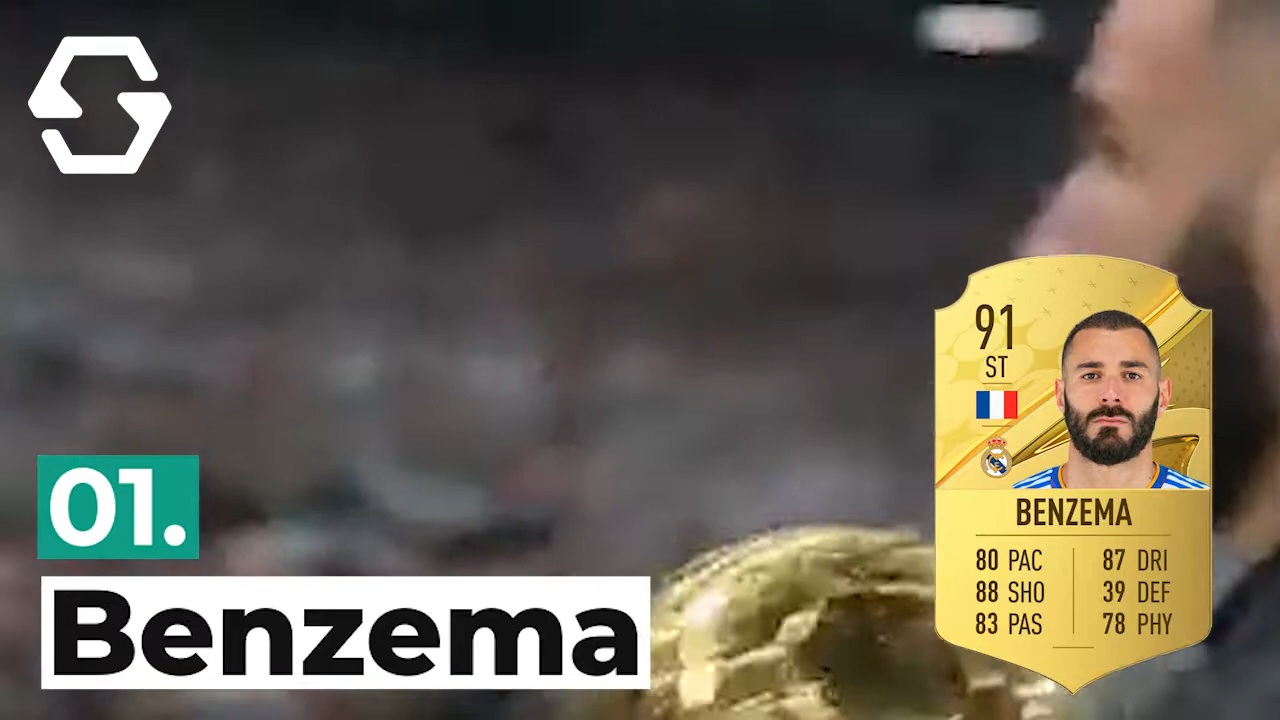 01.
Benzema
91
ST
BENZEMA
80 PAC
87 DRI
88 SHO
39 DEF
83 PAS
78 PHY